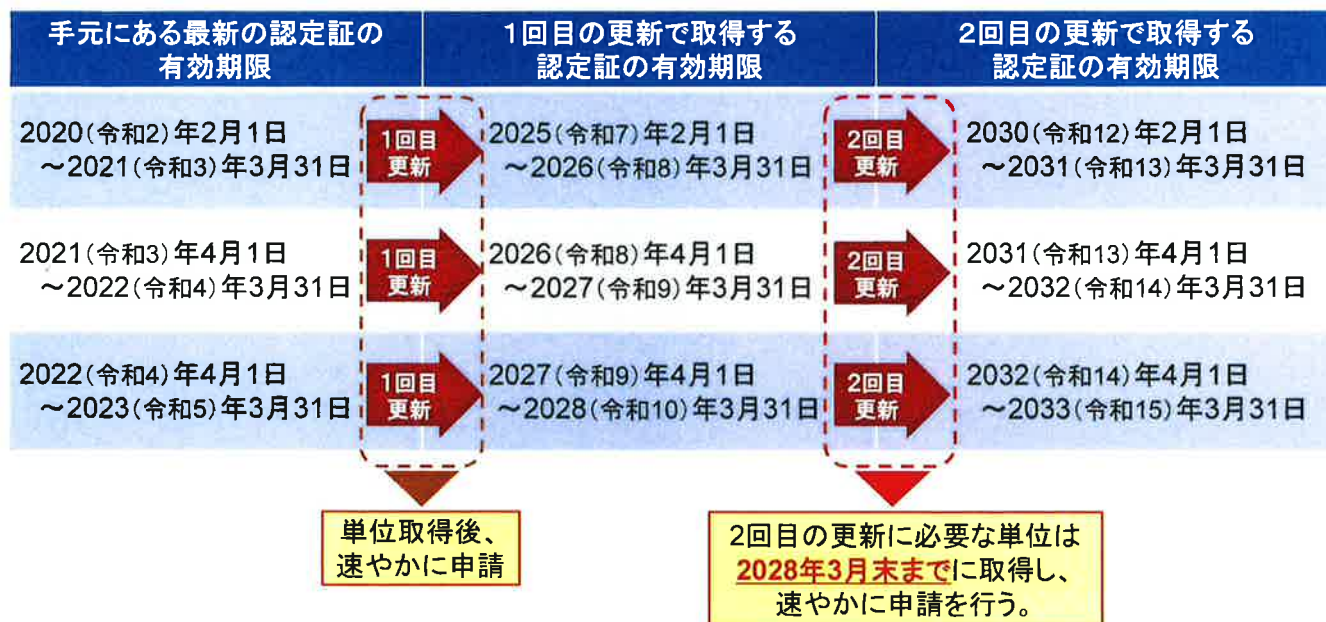 手元にある最新の認定証の
有効期限
1回目の更新で取得する
認定証の有効期限
2回目の更新で取得する
認定証の有効期限
2020(令和2)年2月1日
～2021(令和3)年3月31日
1回目
更新
2025(令和7)年2月1日
～2026(令和8)年3月31日
2回目
更新
2030(令和12)年2月1日
～2031(令和13)年3月31日
2021(令和3)年4月1日
～2022(令和4)年3月31日
1回目
更新
2026(令和8)年4月1日
～2027(令和9)年3月31日
2回目
更新
2031(令和13)年4月1日
～2032(令和14)年3月31日
2022(令和4)年4月1日
～2023(令和5)年3月31日
1回目
更新
2027(令和9)年4月1日
～2028(令和10)年3月31日
2回目
更新
2032(令和14)年4月1日
～2033(令和15)年3月31日
単位取得後、
速やかに申請
2回目の更新に必要な単位は
2028年3月末までに取得し、
速やかに申請を行う。